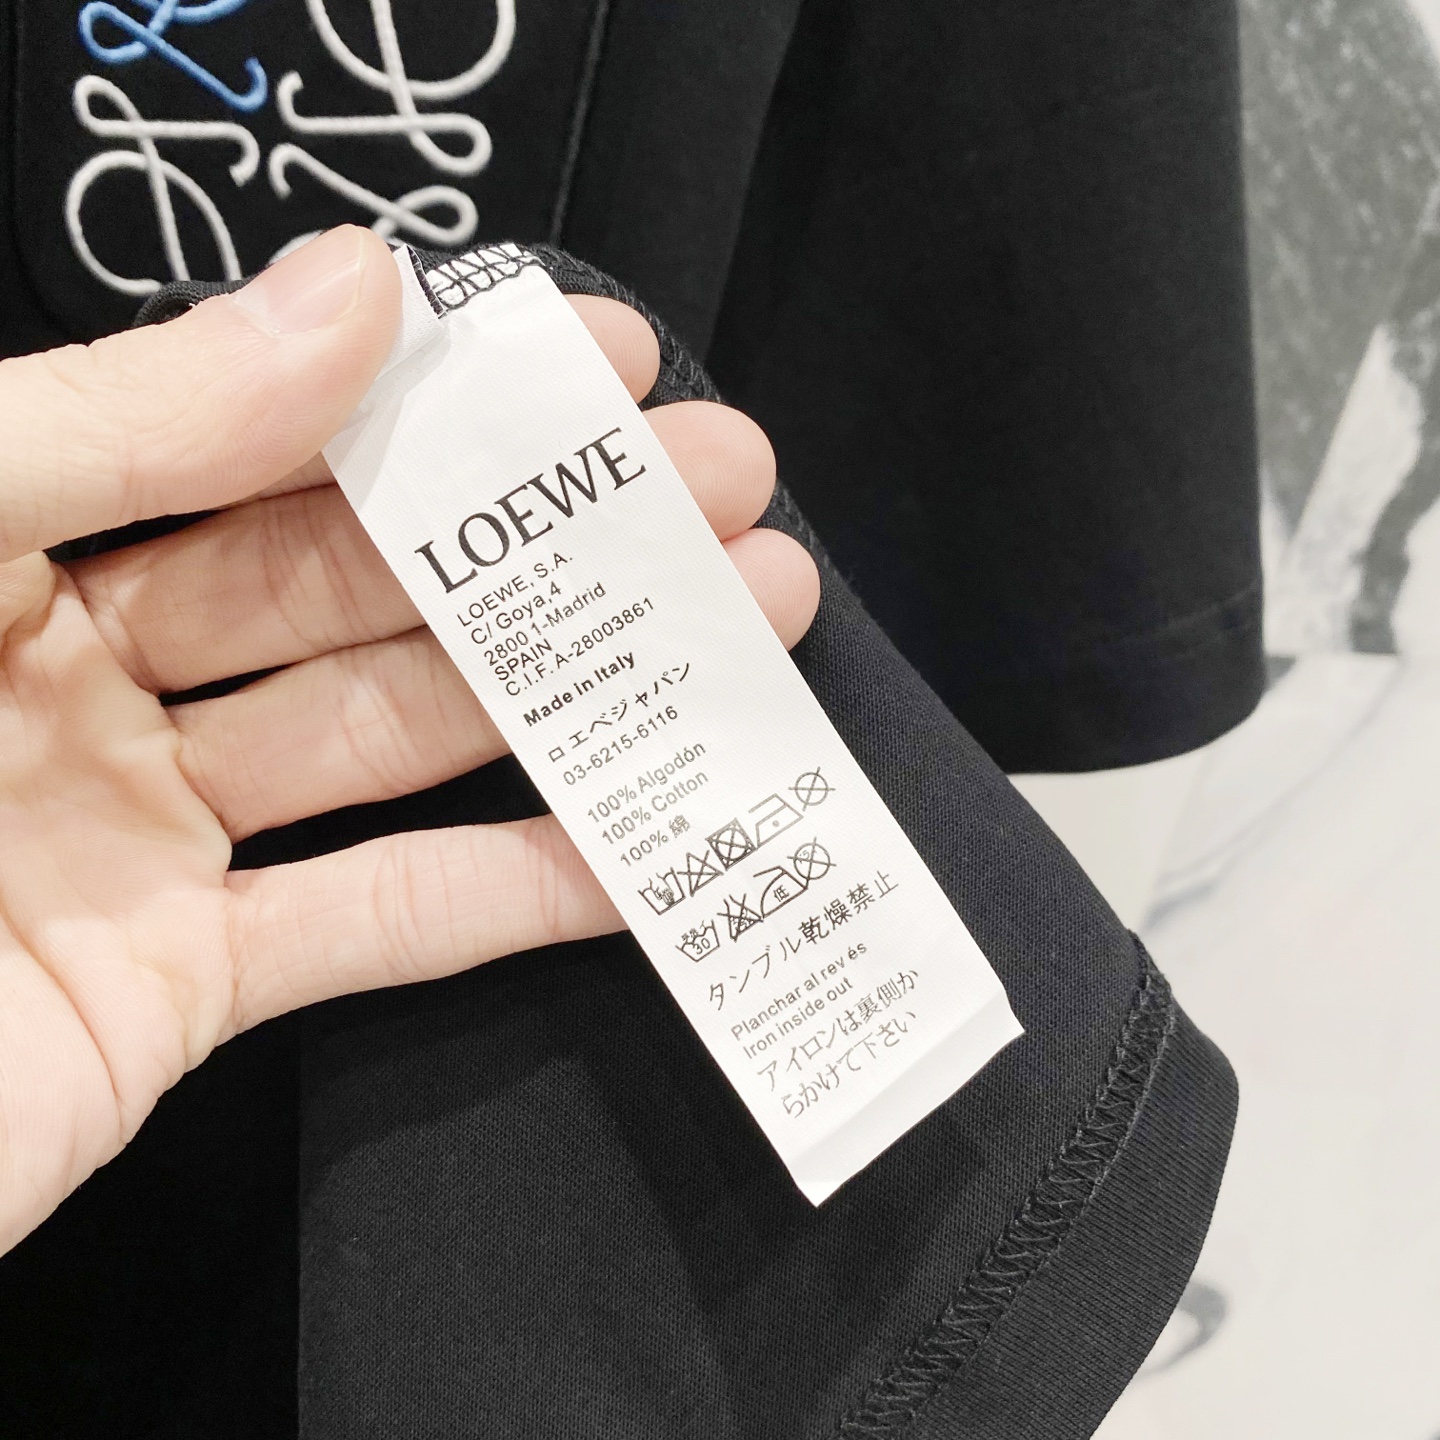 LOEWE
LOEWE, S.A.
C/ Goya,4
2800 1-Madrid
SPAIN
C.I.F. A-28003861
Made in Italy
ロエベジャパン
03-6215-6116
100% Algodón
100% Cotton
100% 綿
30 低
タンブル乾燥禁止
Planchar al rev és
Iron inside out
アイロンは裏側か
らかけて下さい